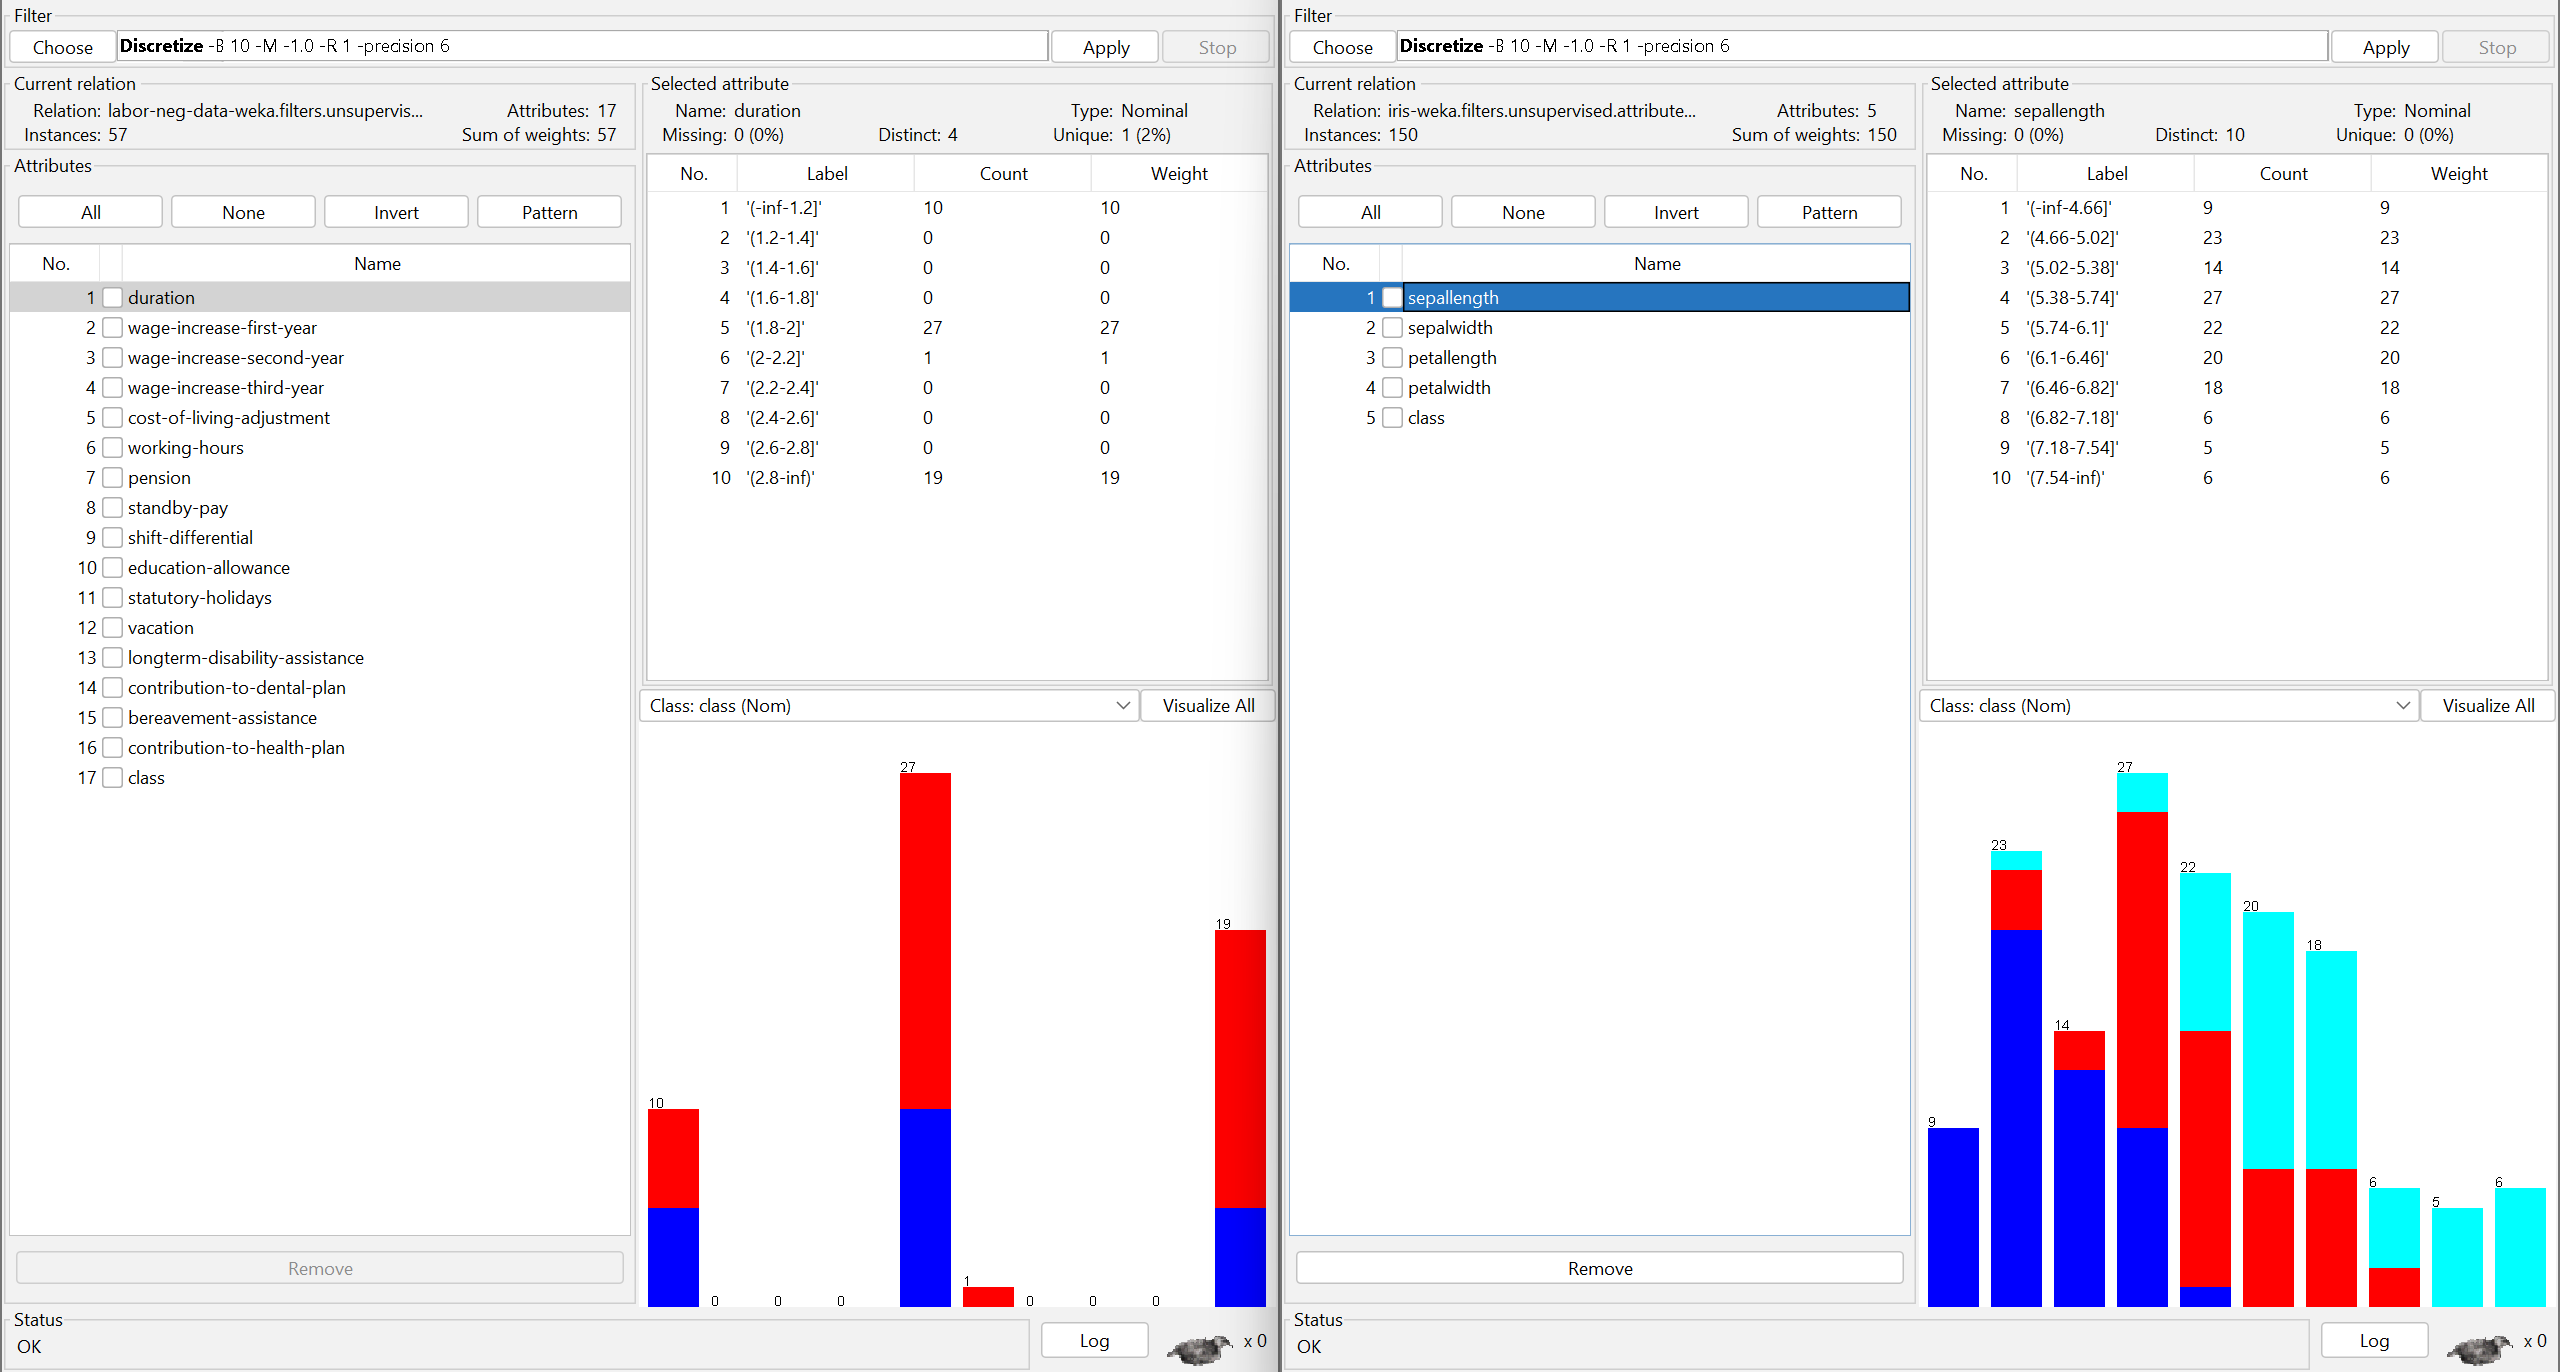 Filter
Choose Discretize -B 10 -M -1.0 -R 1 -precision 6 Apply Stop
Current relation
Relation: labor-neg-data-weka.filters.unsupervis... Attributes: 17
Instances: 57 Sum of weights: 57
Attributes
All None Invert Pattern
No. Name
1 duration
2 wage-increase-first-year
3 wage-increase-second-year
4 wage-increase-third-year
5 cost-of-living-adjustment
6 working-hours
7 pension
8 standby-pay
9 shift-differential
10 education-allowance
11 statutory-holidays
12 vacation
13 longterm-disability-assistance
14 contribution-to-dental-plan
15 bereavement-assistance
16 contribution-to-health-plan
17 class
Remove
Selected attribute
Name: duration Type: Nominal
Missing: 0 (0%) Distinct: 4 Unique: 1 (2%)
No. Label Count Weight
1 '(-inf-1.2]' 10 10
2 '(1.2-1.4]' 0 0
3 '(1.4-1.6]' 0 0
4 '(1.6-1.8]' 0 0
5 '(1.8-2]' 27 27
6 '(2-2.2]' 1 1
7 '(2.2-2.4]' 0 0
8 '(2.4-2.6]' 0 0
9 '(2.6-2.8]' 0 0
10 '(2.8-inf)' 19 19
Class: class (Nom) Visualize All
10 0 0 0 27 1 0 0 0 19
Status
OK Log x 0
Filter
Choose Discretize -B 10 -M -1.0 -R 1 -precision 6 Apply Stop
Current relation
Relation: iris-weka.filters.unsupervised.attribute... Attributes: 5
Instances: 150 Sum of weights: 150
Attributes
All None Invert Pattern
No. Name
1 sepallength
2 sepalwidth
3 petallength
4 petalwidth
5 class
Remove
Selected attribute
Name: sepallength Type: Nominal
Missing: 0 (0%) Distinct: 10 Unique: 0 (0%)
No. Label Count Weight
1 '(-inf-4.66]' 9 9
2 '(4.66-5.02]' 23 23
3 '(5.02-5.38]' 14 14
4 '(5.38-5.74]' 27 27
5 '(5.74-6.1]' 22 22
6 '(6.1-6.46]' 20 20
7 '(6.46-6.82]' 18 18
8 '(6.82-7.18]' 6 6
9 '(7.18-7.54]' 5 5
10 '(7.54-inf)' 6 6
Class: class (Nom) Visualize All
9 23 14 27 22 20 18 6 5 6
Status
OK Log x 0